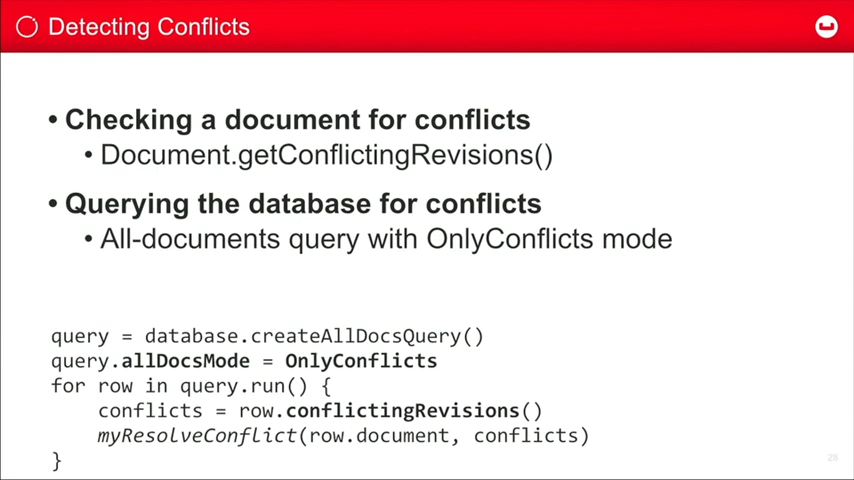 Detecting Conflicts
• Checking a document for conflicts
• Document.getConflictingRevisions()
• Querying the database for conflicts
• All-documents query with OnlyConflicts mode
query = database.createAllDocsQuery()
query.allDocsMode = OnlyConflicts
for row in query.run() {
    conflicts = row.conflictingRevisions()
    myResolveConflict(row.document, conflicts)
}
28